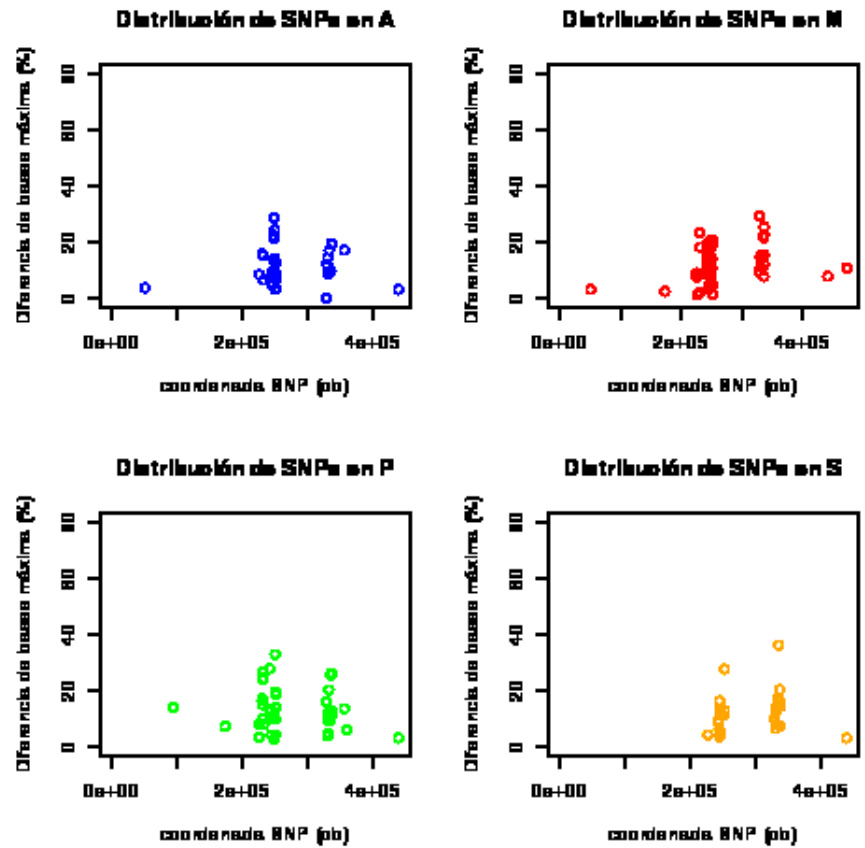 Distribución de SNPs en A
Diferencia de bases máxima (%)
80
60
40
20
0
0e+00 2e+05 4e+05
coordenada SNP (pb)
Distribución de SNPs en M
Diferencia de bases máxima (%)
80
60
40
20
0
0e+00 2e+05 4e+05
coordenada SNP (pb)
Distribución de SNPs en P
Diferencia de bases máxima (%)
80
60
40
20
0
0e+00 2e+05 4e+05
coordenada SNP (pb)
Distribución de SNPs en S
Diferencia de bases máxima (%)
80
60
40
20
0
0e+00 2e+05 4e+05
coordenada SNP (pb)